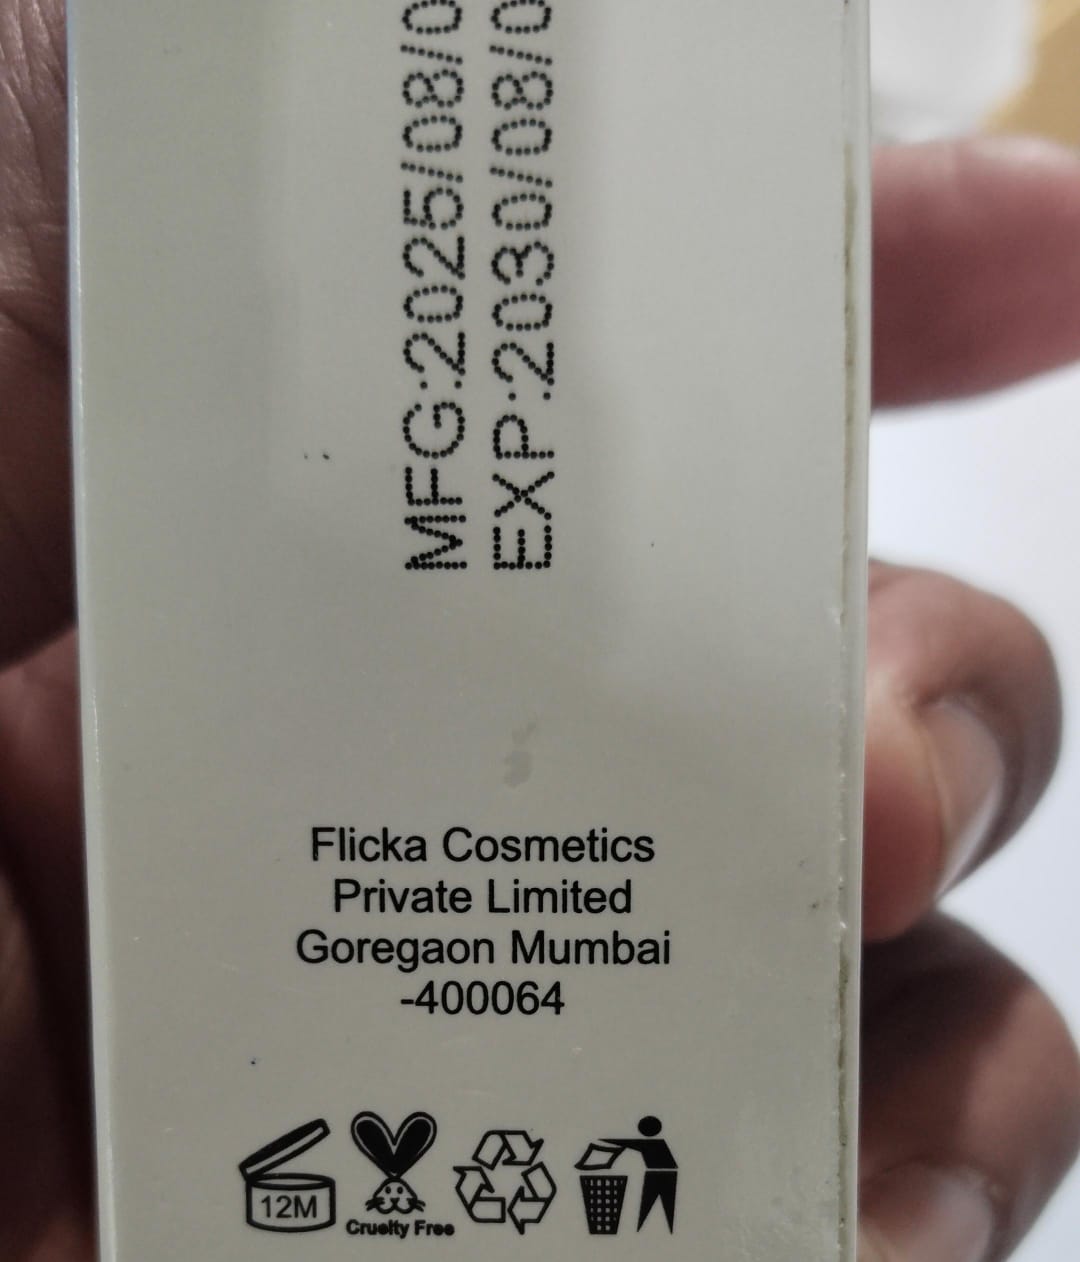 MFG:2025/08/0
EXP:2030/08/0
Flicka Cosmetics
Private Limited
Goregaon Mumbai
-400064
12M
Cruelty Free